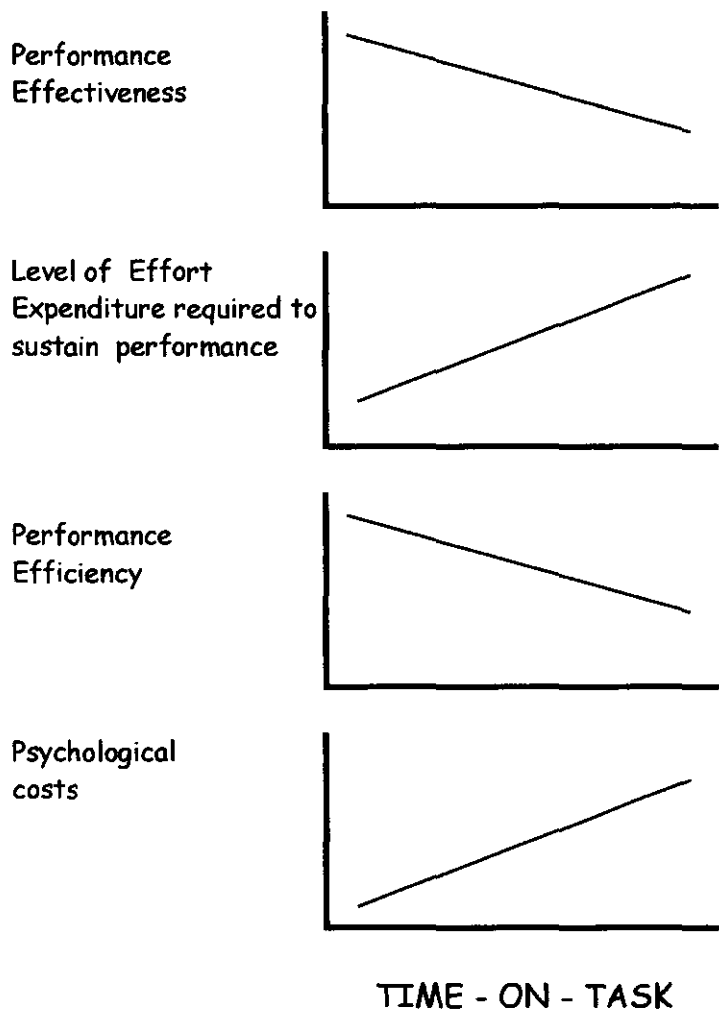 Performance
Effectiveness
Level of Effort
Expenditure required to
sustain performance
Performance
Efficiency
Psychological
costs
TIME - ON - TASK